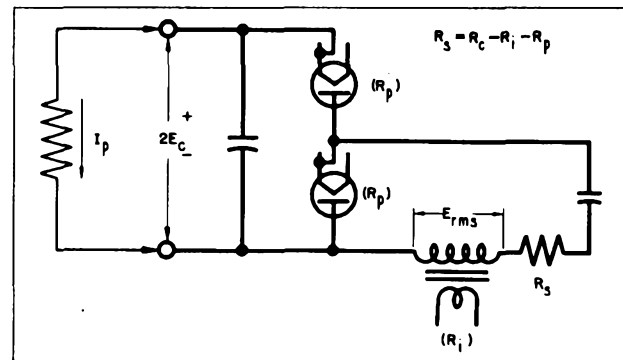 R_s = R_c – R_i – R_p
(R_p)
I_p
+
2E_c
–
(R_p)
E_rms
R_s
(R_i)